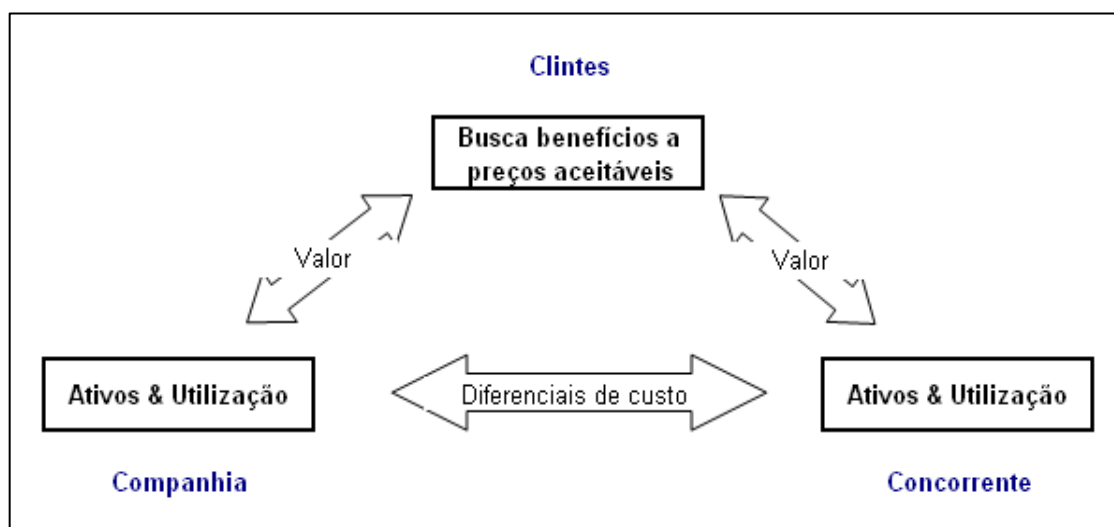 Clintes
Busca benefícios a
preços aceitáveis
Valor
Valor
Ativos & Utilização
Diferenciais de custo
Ativos & Utilização
Companhia
Concorrente